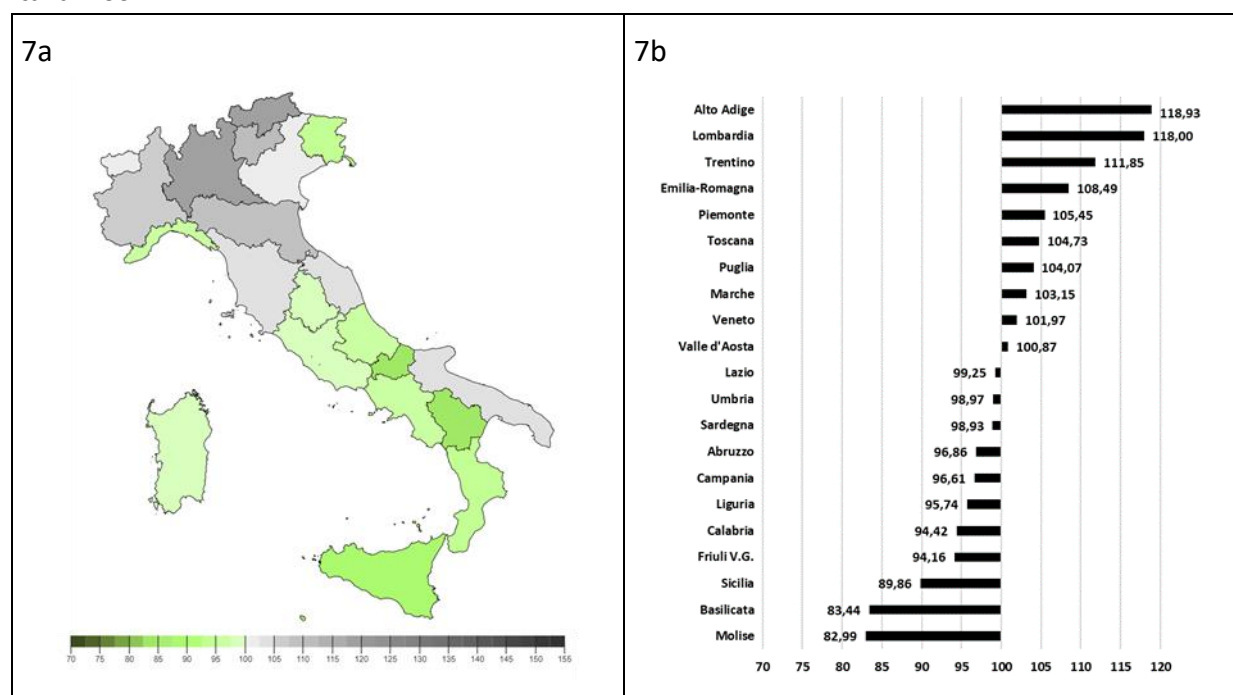 7a
70 75 80 85 90 95 100 105 110 115 120 125 130 135 140 145 150 155
7b
Alto Adige 118,93
Lombardia 118,00
Trentino 111,85
Emilia-Romagna 108,49
Piemonte 105,45
Toscana 104,73
Puglia 104,07
Marche 103,15
Veneto 101,97
Valle d'Aosta 100,87
Lazio 99,25
Umbria 98,97
Sardegna 98,93
Abruzzo 96,86
Campania 96,61
Liguria 95,74
Calabria 94,42
Friuli V.G. 94,16
Sicilia 89,86
Basilicata 83,44
Molise 82,99
70 75 80 85 90 95 100 105 110 115 120